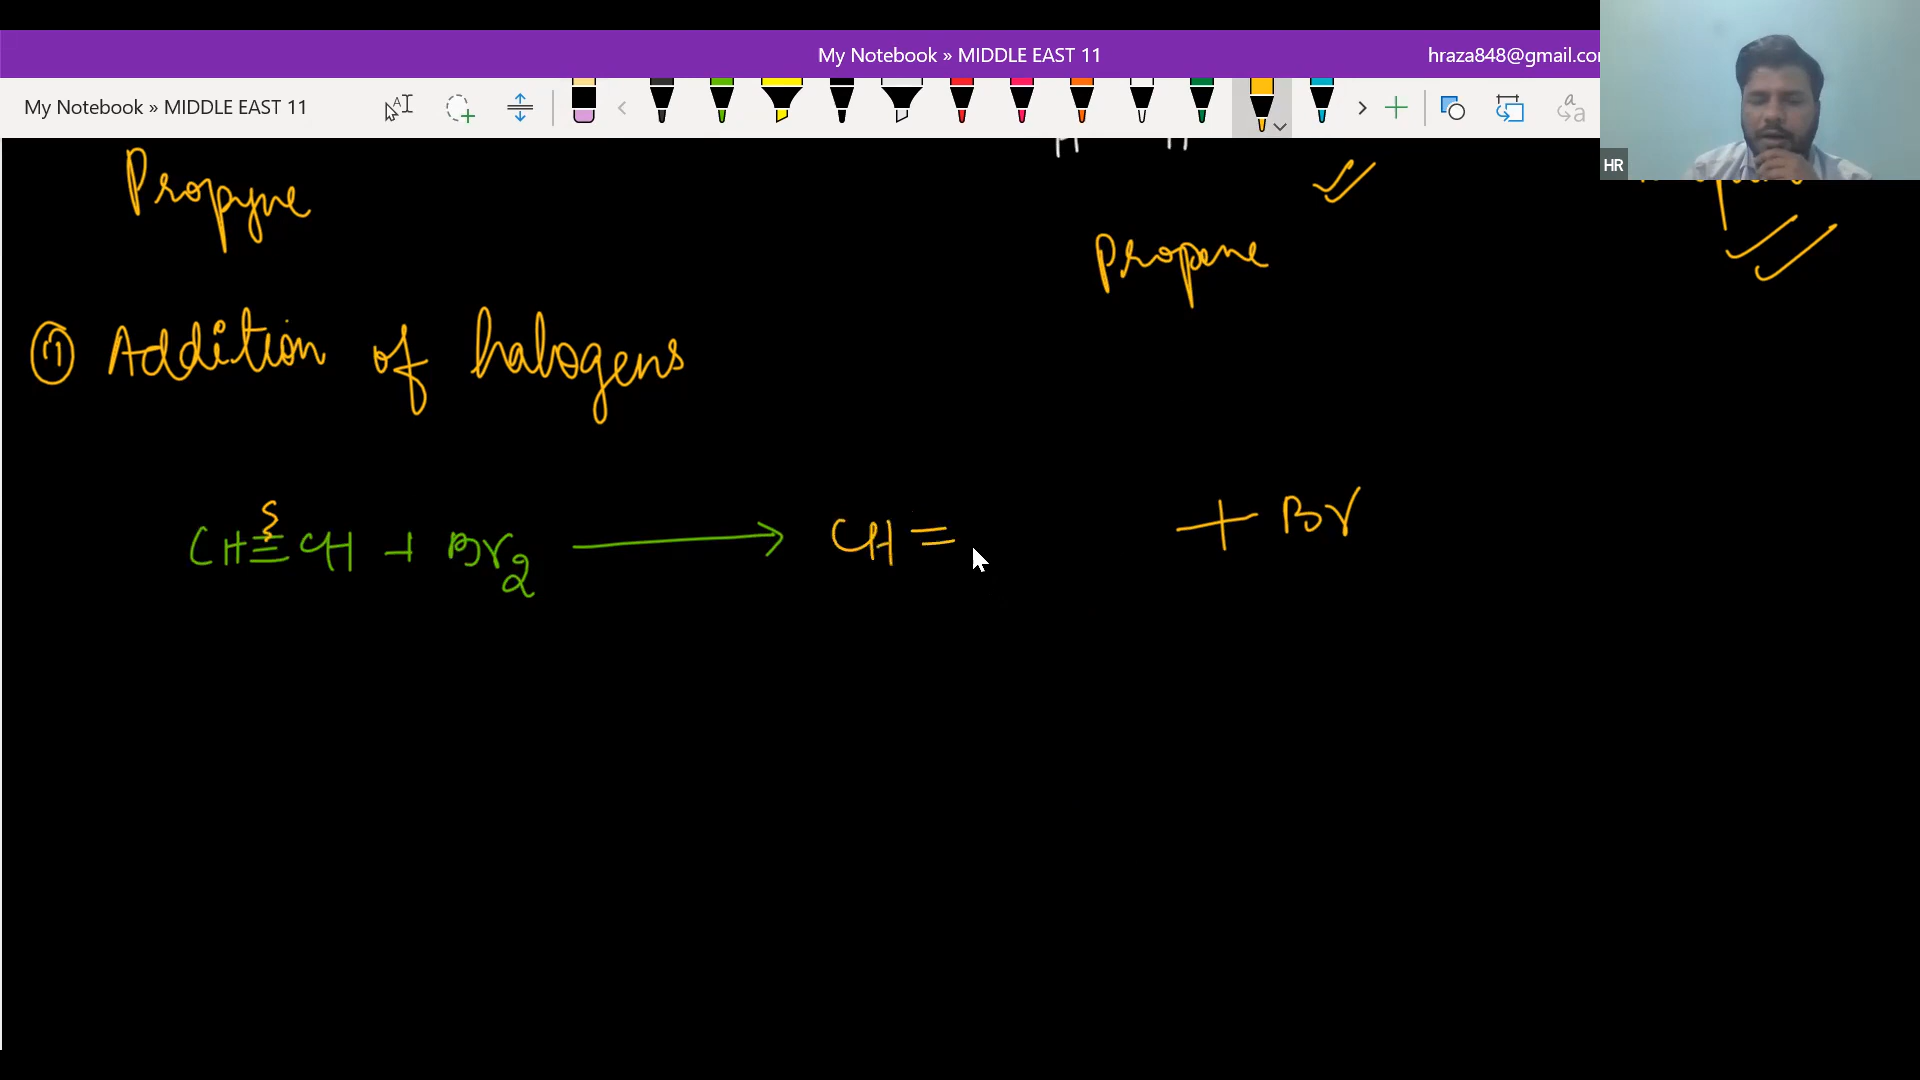 My Notebook » MIDDLE EAST 11
hraza848@gmail.co
My Notebook » MIDDLE EAST 11
HR
Propyne
Propene
(ii) Addition of halogens
CH≡CH + Br2 → CH = + Br